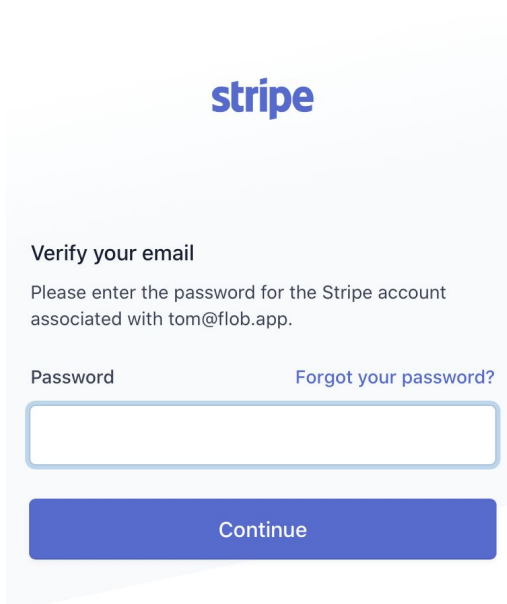 stripe
Verify your email
Please enter the password for the Stripe account
associated with tom@flob.app.
Password Forgot your password?
Continue